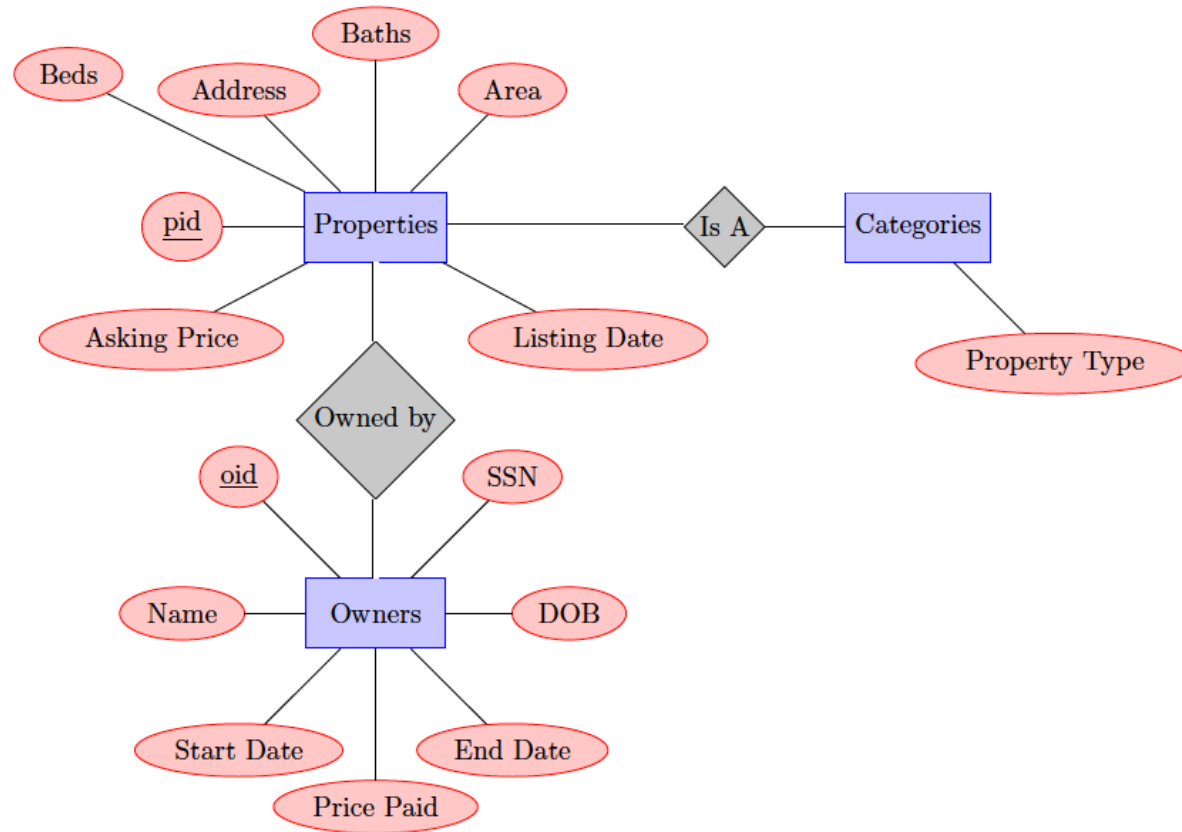 Baths
Beds
Address
Area
pid
Properties
Is A
Categories
Asking Price
Listing Date
Property Type
Owned by
oid
SSN
Name
Owners
DOB
Start Date
End Date
Price Paid